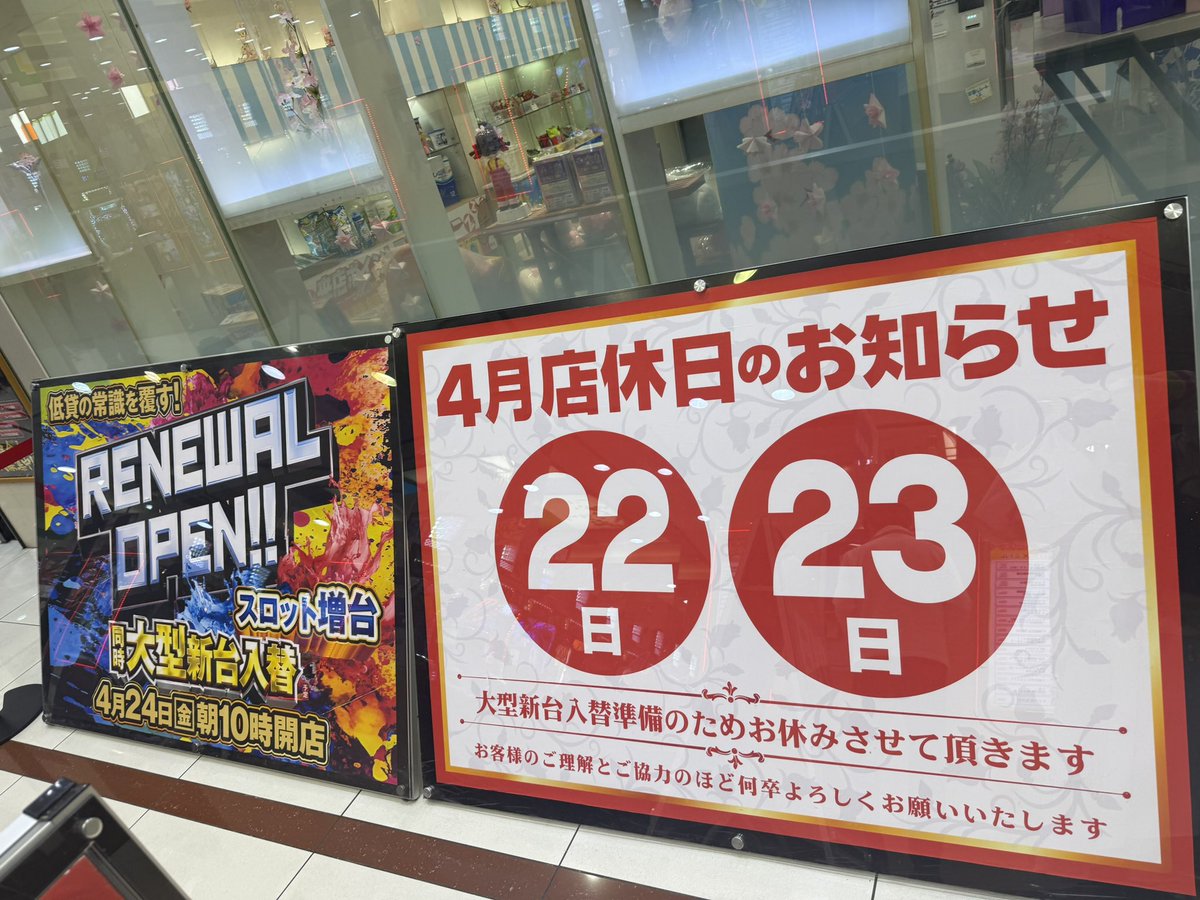 低貸の常識を覆す!
RENEWAL
OPEN!!
スロット増台
同時大型新台入替
4月24日(金)朝10時開店
4月店休日のお知らせ
22日
23日
大型新台入替準備のためお休みさせて頂きます
お客様のご理解とご協力のほど何卒よろしくお願いいたします